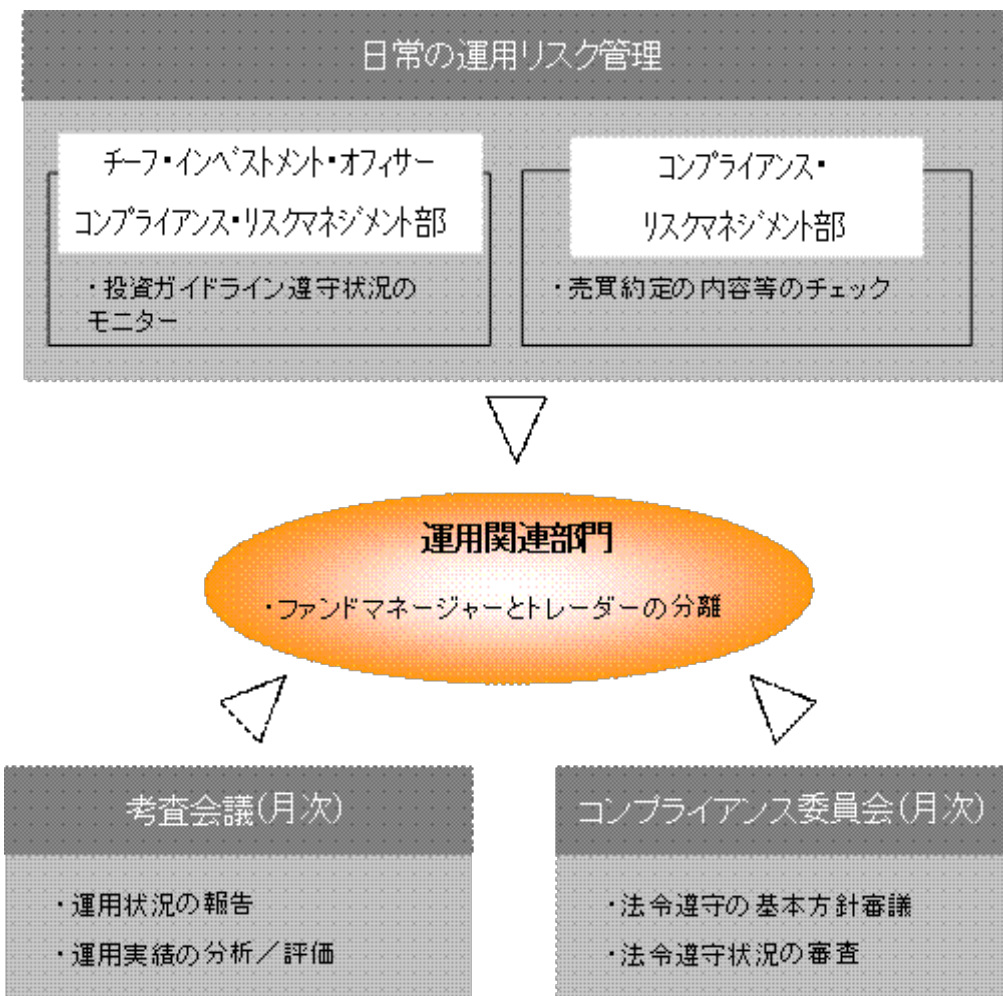 日常の運用リスク管理
チーフ・インベストメント・オフィサー
コンプライアンス・リスクマネジメント部
・投資ガイドライン遵守状況の
モニター
コンプライアンス・
リスクマネジメント部
・売買約定の内容等のチェック
運用関連部門
・ファンドマネージャーとトレーダーの分離
考査会議(月次)
・運用状況の報告
・運用実績の分析／評価
コンプライアンス委員会(月次)
・法令遵守の基本方針審議
・法令遵守状況の審査